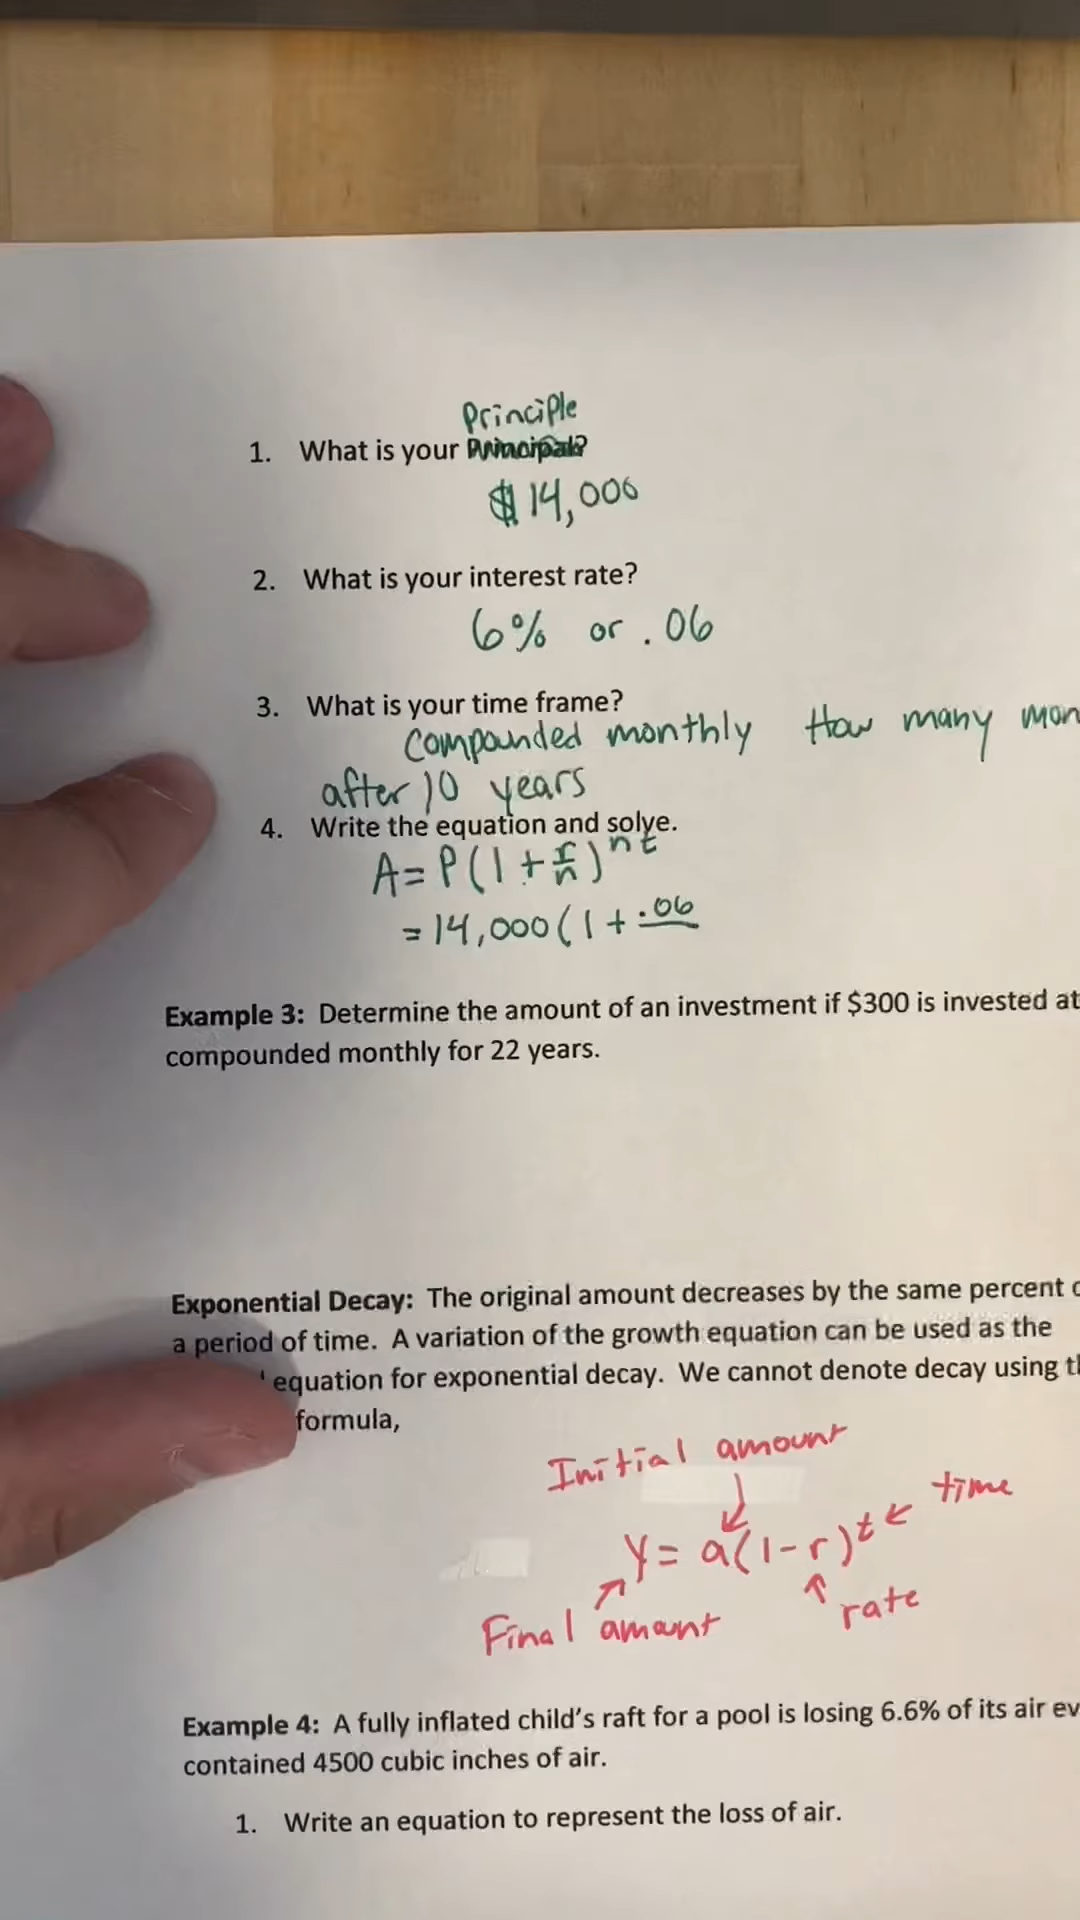 Principle
1. What is your Principal?
$14,000
2. What is your interest rate?
6% or .06
3. What is your time frame?
Compounded monthly How many mon
after 10 years
4. Write the equation and solve.
A = P(1 + r/n)^nt
= 14,000(1 + .06
Example 3: Determine the amount of an investment if $300 is invested at
compounded monthly for 22 years.
Exponential Decay: The original amount decreases by the same percent
a period of time. A variation of the growth equation can be used as the
equation for exponential decay. We cannot denote decay using
formula,
Initial amount
time
y = a(1-r)^t
rate
Final amount
Example 4: A fully inflated child's raft for a pool is losing 6.6% of its air ev
contained 4500 cubic inches of air.
1. Write an equation to represent the loss of air.